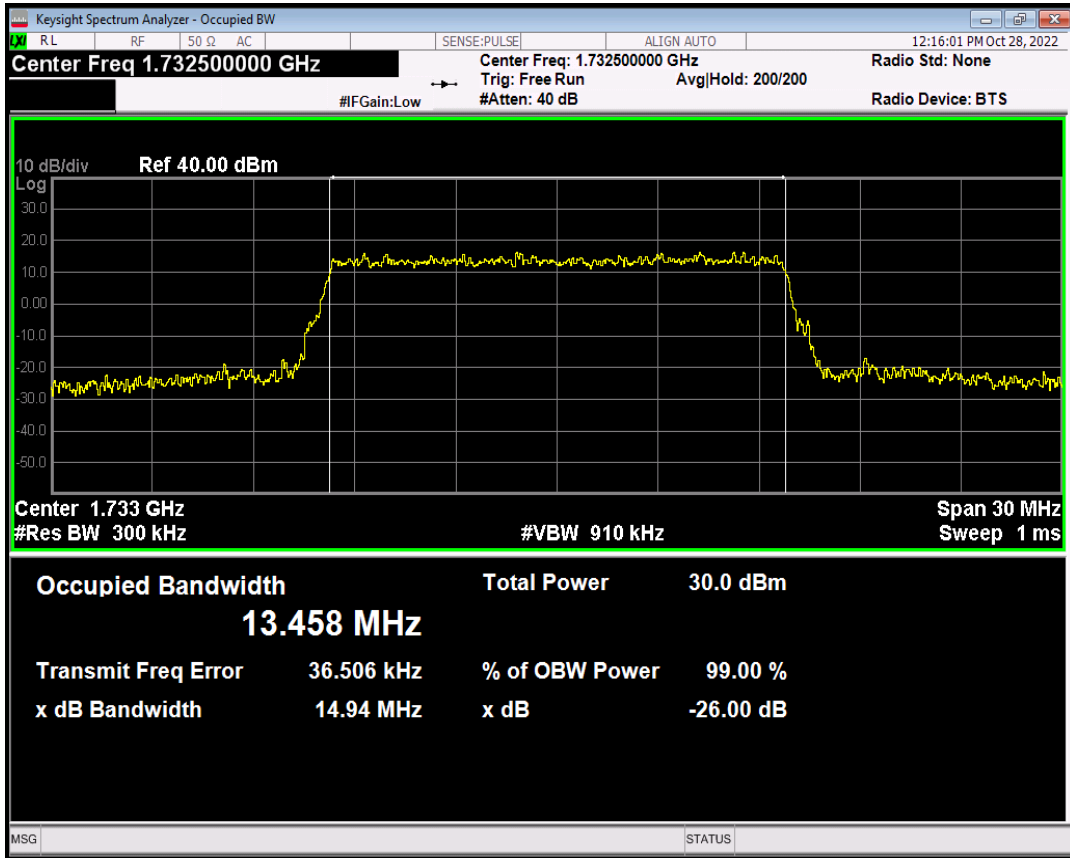 Keysight Spectrum Analyzer - Occupied BW
LXI RL RF 50 Ω AC SENSE:PULSE ALIGN AUTO 12:16:01 PM Oct 28, 2022
Center Freq 1.732500000 GHz Center Freq: 1.732500000 GHz Radio Std: None
Trig: Free Run Avg|Hold: 200/200
#IFGain:Low #Atten: 40 dB Radio Device: BTS
10 dB/div Ref 40.00 dBm
Log
30.0
20.0
10.0
0.00
-10.0
-20.0
-30.0
-40.0
-50.0
Center 1.733 GHz Span 30 MHz
#Res BW 300 kHz #VBW 910 kHz Sweep 1 ms
Occupied Bandwidth Total Power 30.0 dBm
13.458 MHz
Transmit Freq Error 36.506 kHz % of OBW Power 99.00 %
x dB Bandwidth 14.94 MHz x dB -26.00 dB
MSG STATUS